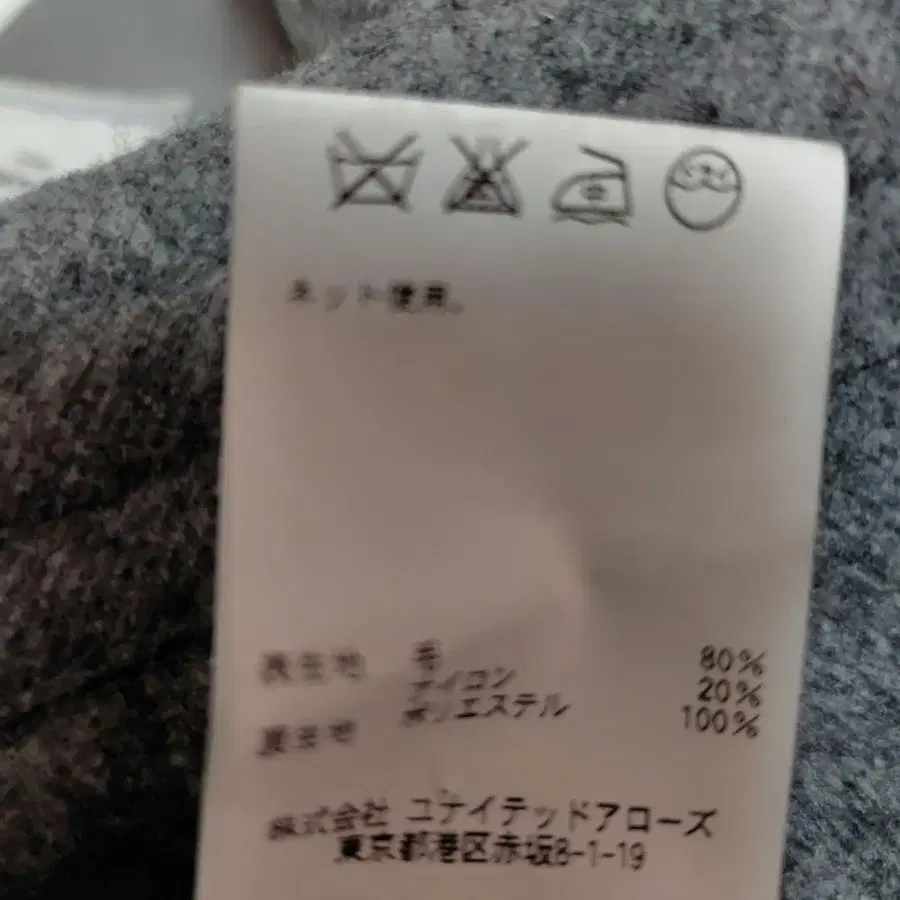 ネット使用。
表生地 毛 80%
ナイロン 20%
裏生地 ポリエステル 100%
株式会社 ユナイテッドアローズ
東京都港区赤坂8-1-19